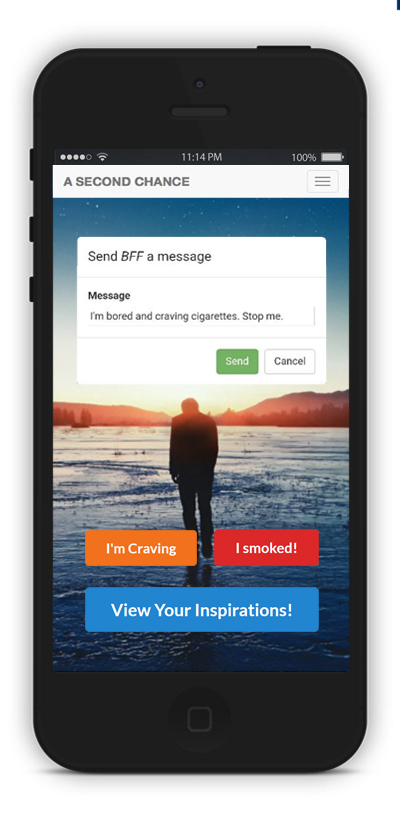 11:14 PM 100%
A SECOND CHANCE
Send BFF a message
Message
I'm bored and craving cigarettes. Stop me.
Send Cancel
I'm Craving I smoked!
View Your Inspirations!